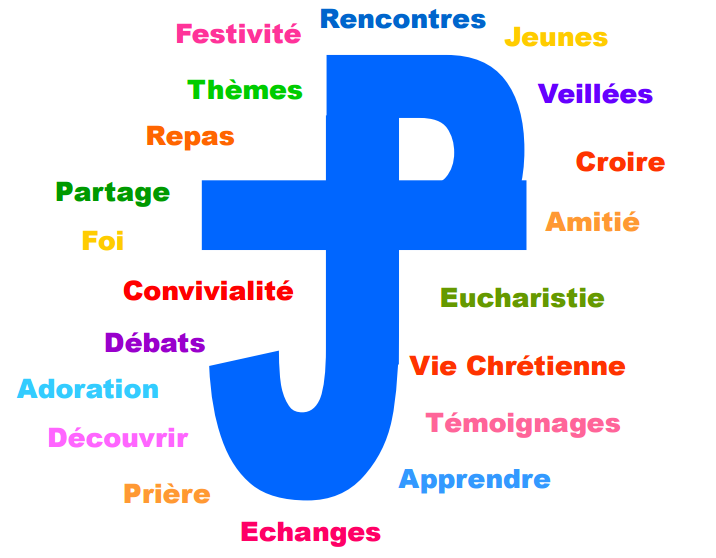 Rencontres
Festivité
Jeunes
Thèmes
Veillées
Repas
Croire
Partage
Amitié
Foi
Convivialité
Eucharistie
Débats
Vie Chrétienne
Adoration
Témoignages
Découvrir
Apprendre
Prière
Echanges
JP